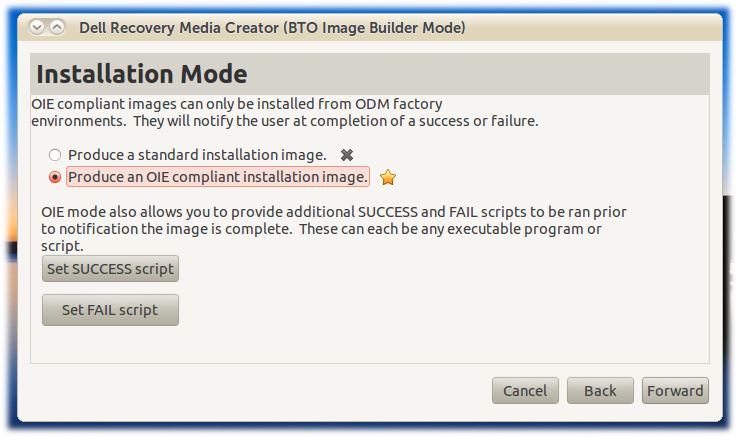 Dell Recovery Media Creator (BTO Image Builder Mode)
Installation Mode
OIE compliant images can only be installed from ODM factory
environments.  They will notify the user at completion of a success or failure.
Produce a standard installation image.
Produce an OIE compliant installation image.
OIE mode also allows you to provide additional SUCCESS and FAIL scripts to be ran prior
to notification the image is complete.  These can each be any executable program or
script.
Set SUCCESS script
Set FAIL script
Cancel Back Forward